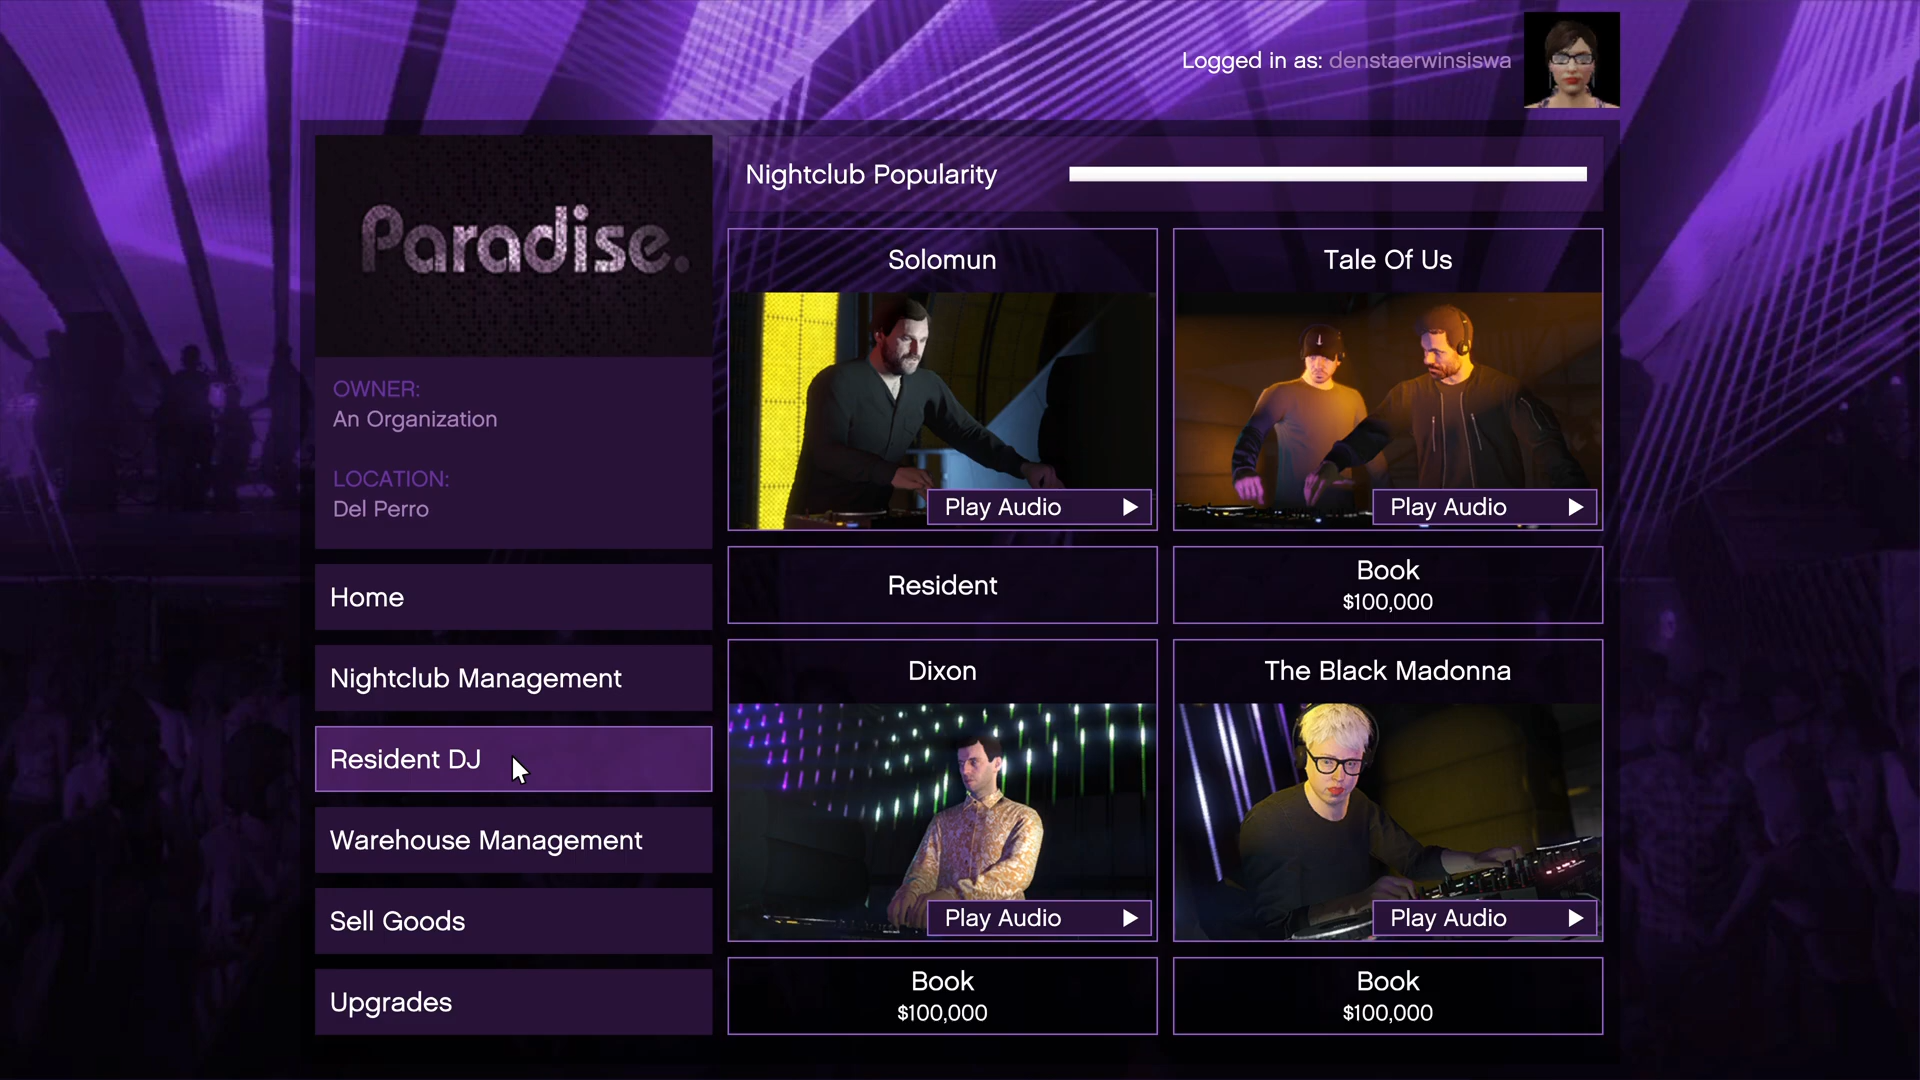 Logged in as: denstaerwinsiswa
Paradise.
OWNER:
An Organization
LOCATION:
Del Perro
Home
Nightclub Management
Resident DJ
Warehouse Management
Sell Goods
Upgrades
Nightclub Popularity
Solomun
Play Audio
Resident
Tale Of Us
Play Audio
Book
$100,000
Dixon
Play Audio
Book
$100,000
The Black Madonna
Play Audio
Book
$100,000